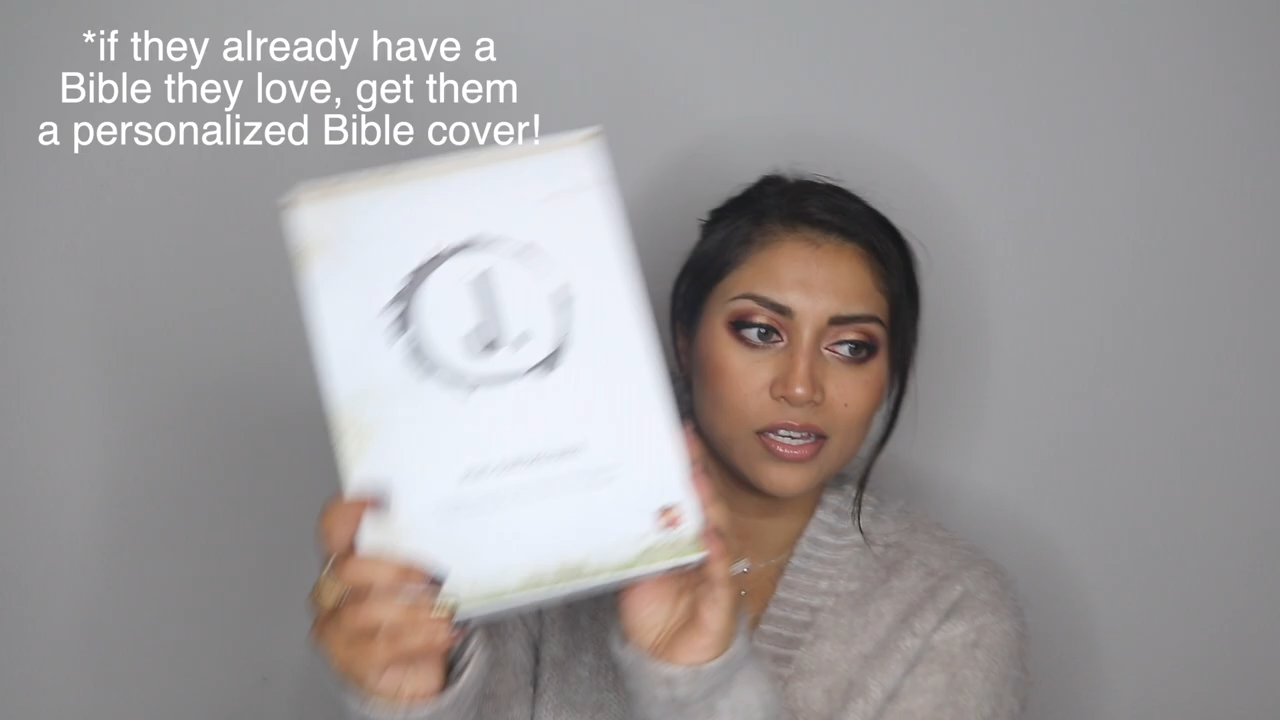 *if they already have a
Bible they love, get them
a personalized Bible cover!